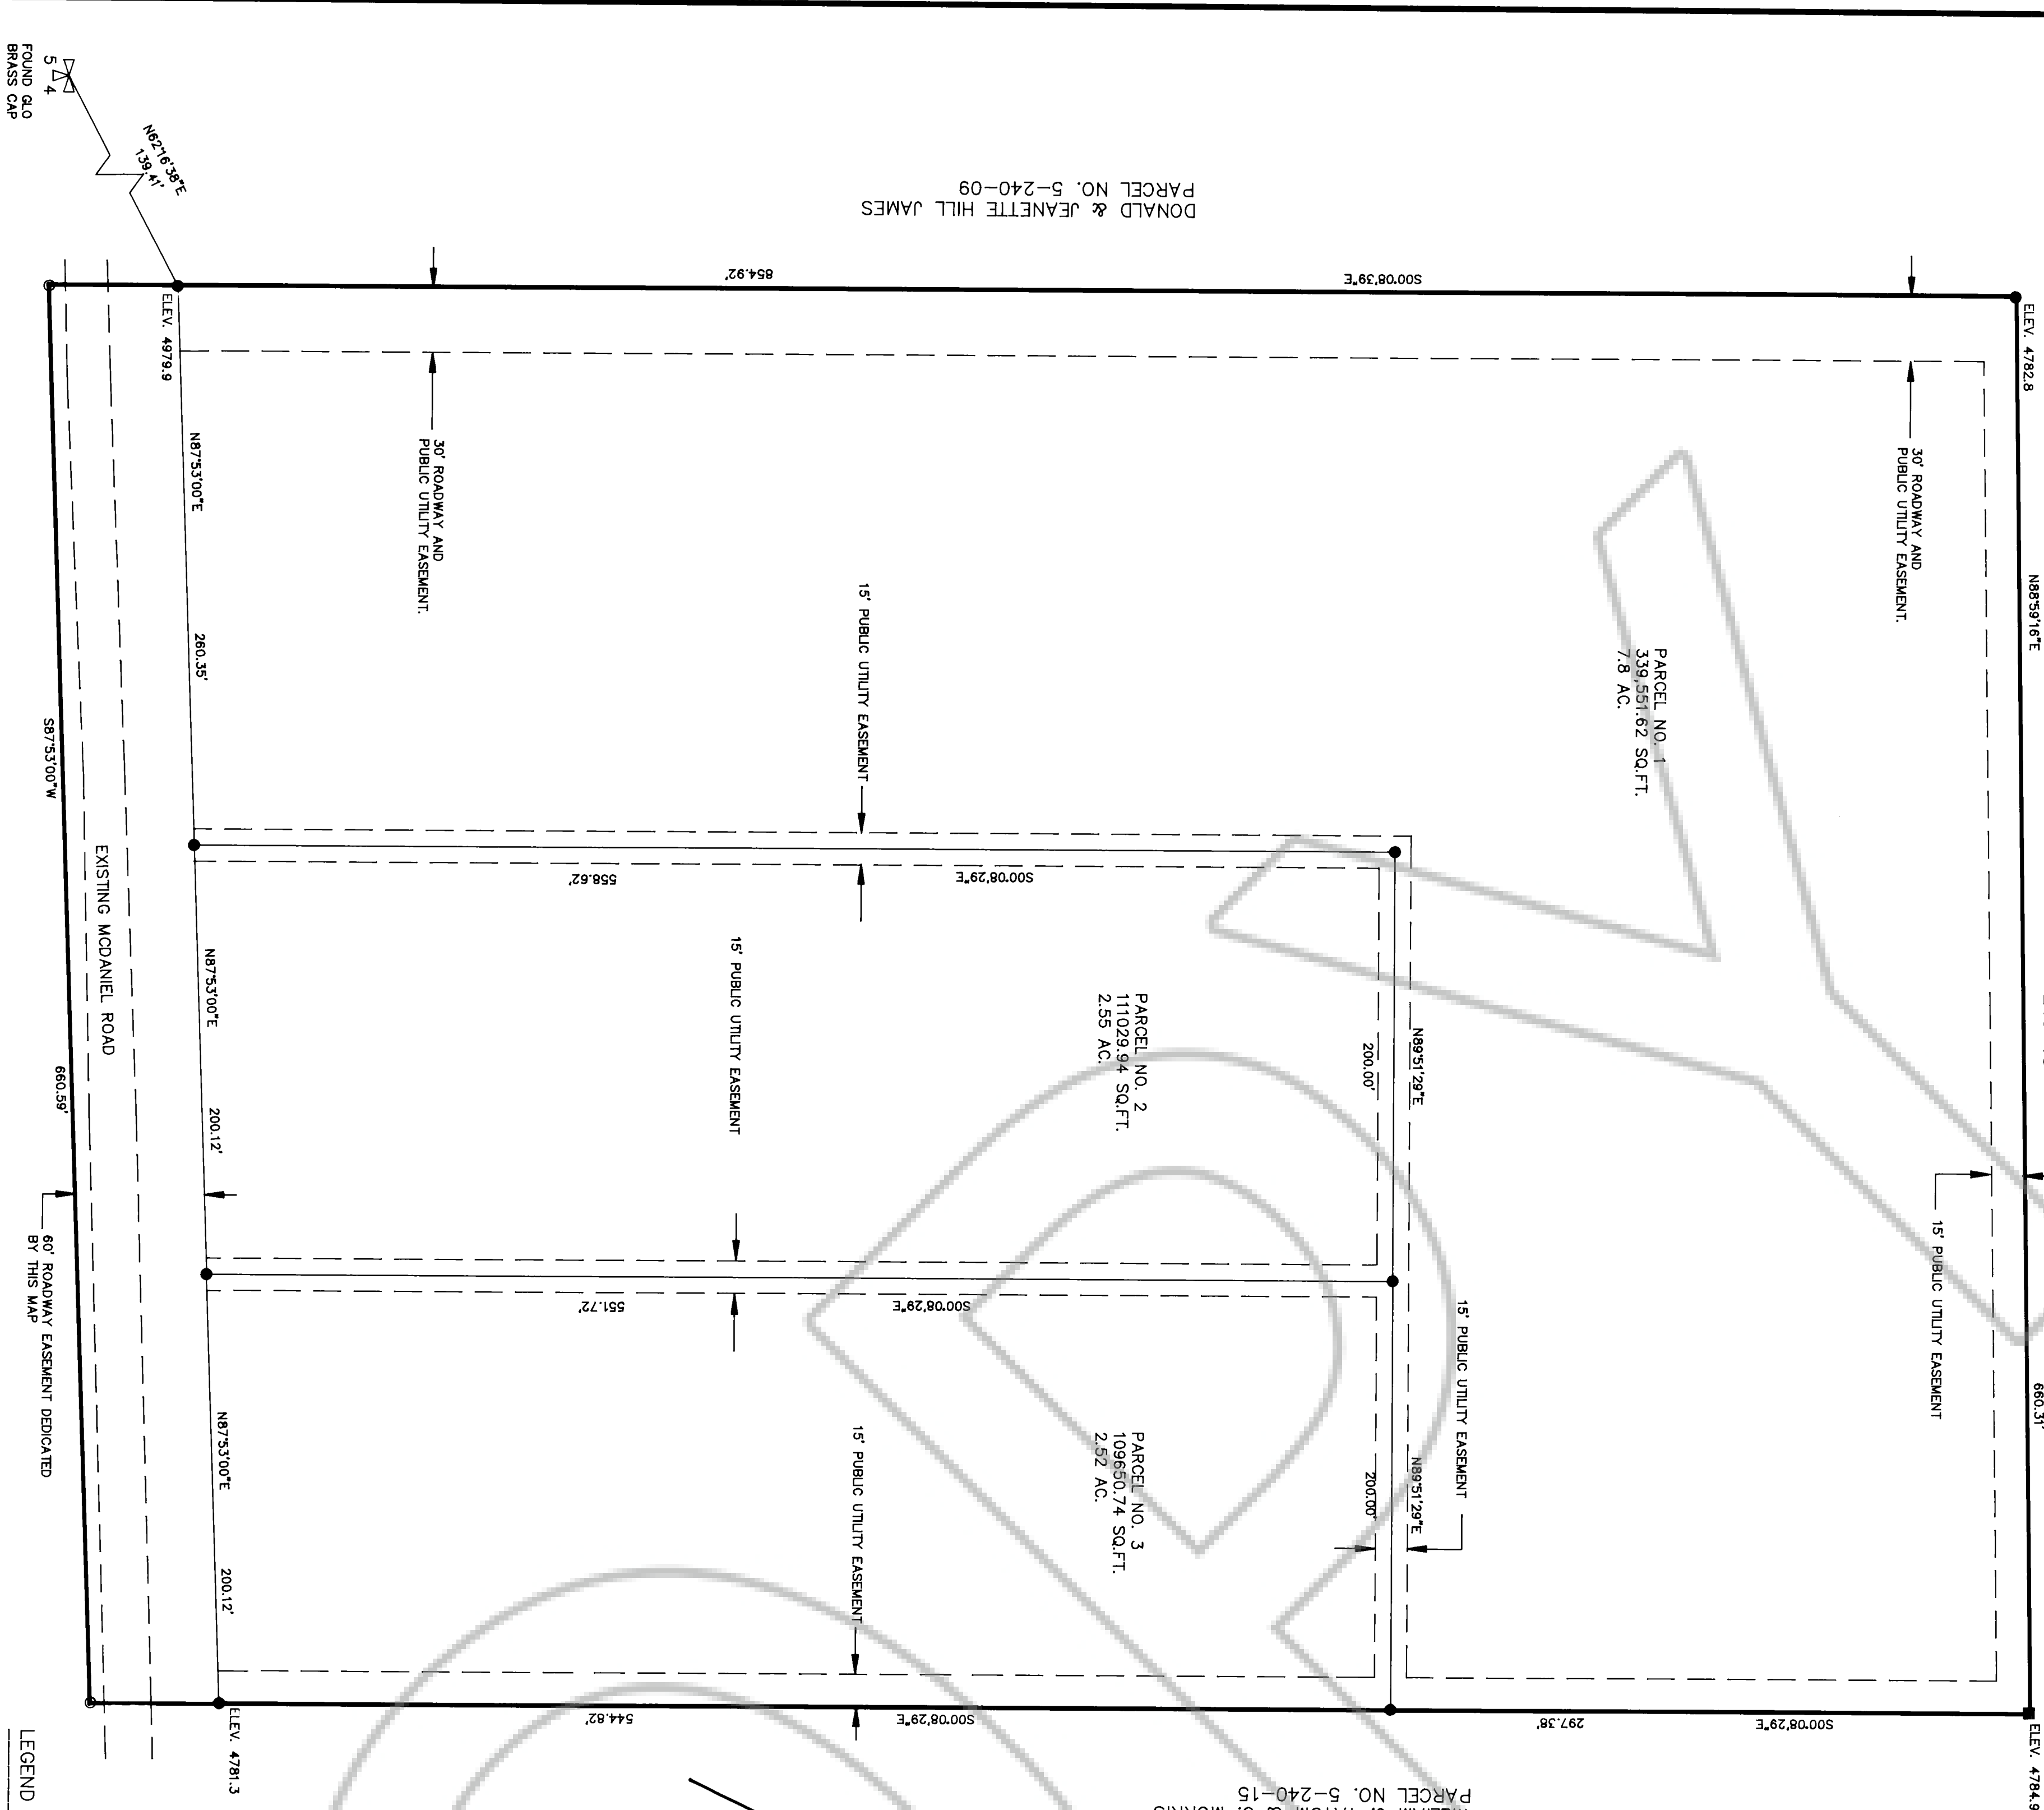 FOUND GLO
BRASS CAP
5 4
N62°16'38"E
139.41'
DONALD & JEANETTE HILL JAMES
PARCEL NO. 5-240-09
854.92'
S00°08'39"E
ELEV. 4979.9
ELEV. 4782.8
N88°59'16"E
660.31'
30' ROADWAY AND
PUBLIC UTILITY EASEMENT.
30' ROADWAY AND
PUBLIC UTILITY EASEMENT.
N87°53'00"E
260.35'
15' PUBLIC UTILITY EASEMENT
PARCEL NO. 1
339,551.62 SQ.FT.
7.8 AC.
S87°53'00"W
660.59'
EXISTING MCDANIEL ROAD
558.62'
S00°08'29"E
N87°53'00"E
200.12'
15' PUBLIC UTILITY EASEMENT
PARCEL NO. 2
111029.94 SQ.FT.
2.55 AC.
200.00'
N89°51'29"E
15' PUBLIC UTILITY EASEMENT
60' ROADWAY EASEMENT DEDICATED
BY THIS MAP
551.72'
S00°08'29"E
15' PUBLIC UTILITY EASEMENT
N87°53'00"E
200.12'
15' PUBLIC UTILITY EASEMENT
PARCEL NO. 3
109650.74 SQ.FT.
2.52 AC.
200.00'
N89°51'29"E
544.82'
S00°08'29"E
297.38'
S00°08'29"E
ELEV. 4781.3
ELEV. 4784.9
LEGEND
& C. MORRIS
PARCEL NO. 5-240-15